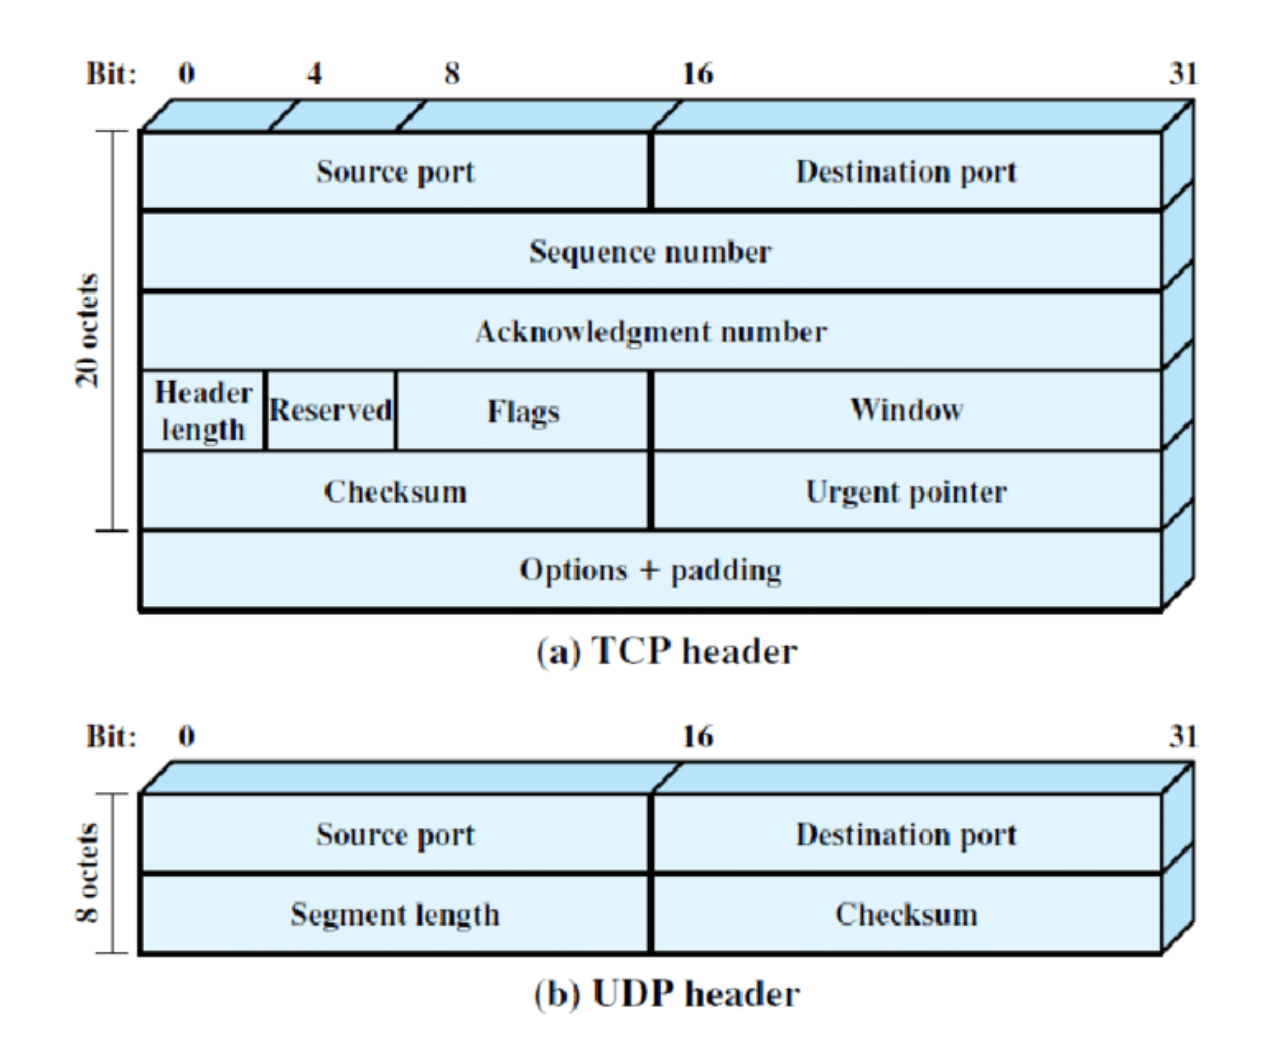 Bit: 0 4 8 16 31
20 octets
Source port Destination port
Sequence number
Acknowledgment number
Header
length
Reserved Flags Window
Checksum Urgent pointer
Options + padding
(a) TCP header
Bit: 0 16 31
8 octets
Source port Destination port
Segment length Checksum
(b) UDP header